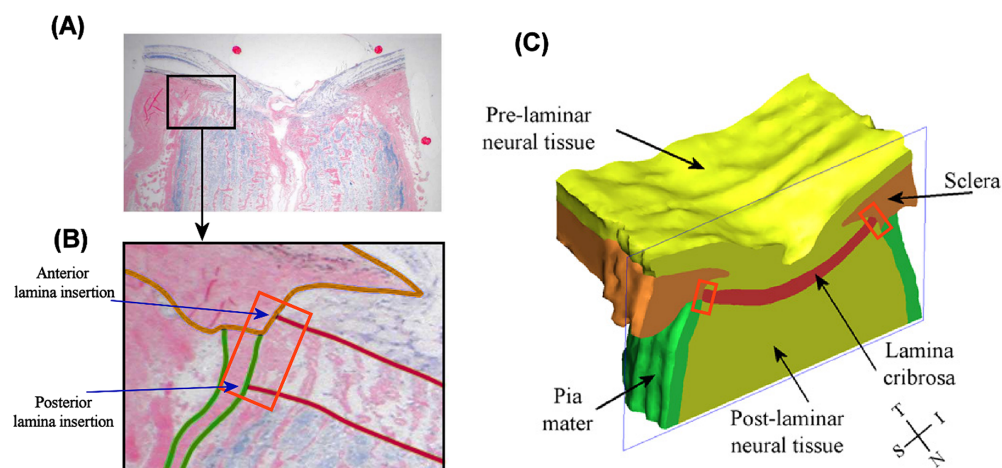 (A)
(B)
Anterior
lamina insertion
Posterior
lamina insertion
(C)
Pre-laminar
neural tissue
Sclera
Lamina
cribrosa
Pia
mater
Post-laminar
neural tissue
T
I
S
N